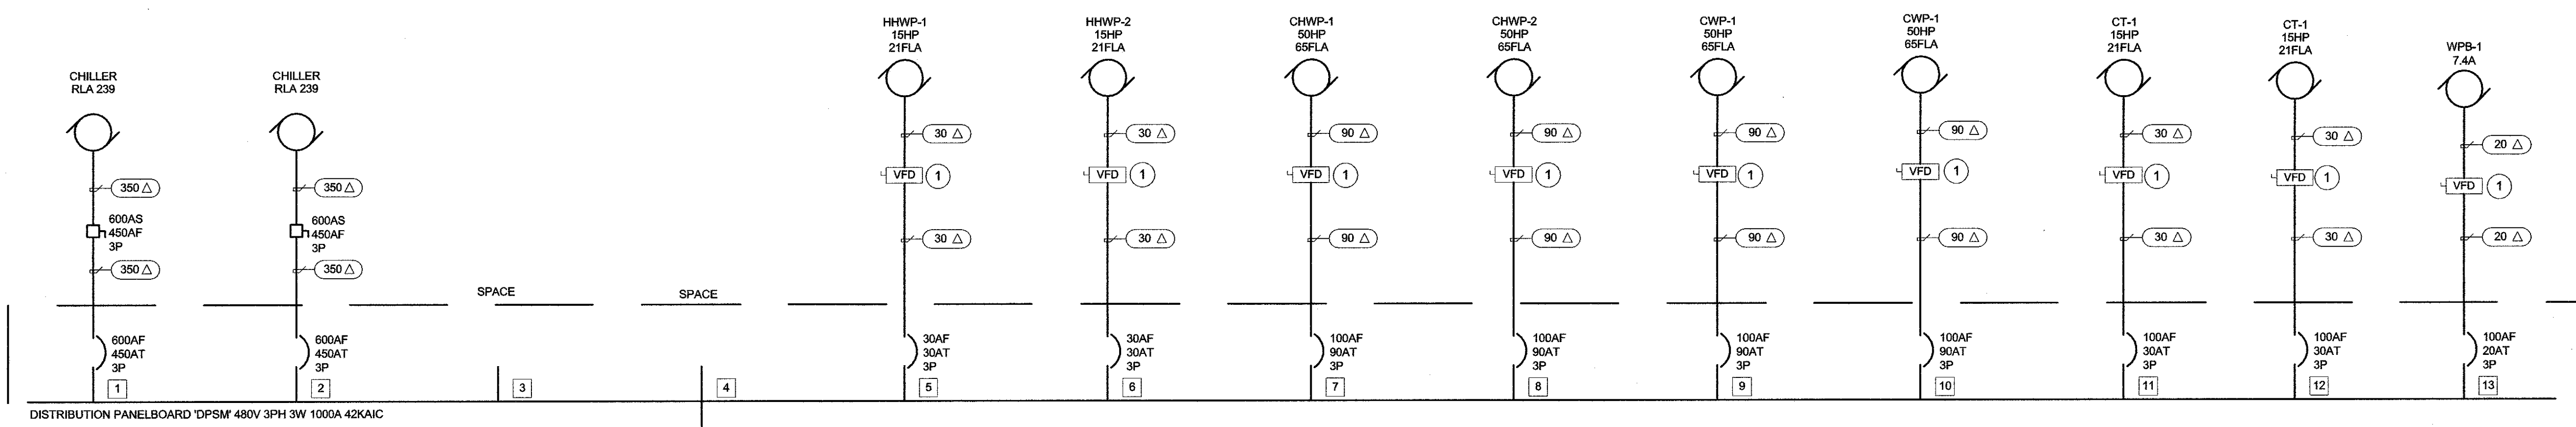 CHILLER
RLA 239
350 △
600AS
450AF
3P
350 △
600AF
450AT
3P
1
CHILLER
RLA 239
350 △
600AS
450AF
3P
350 △
600AF
450AT
3P
2
SPACE
3
SPACE
4
HHWP-1
15HP
21FLA
30 △
VFD
1
30 △
30AF
30AT
3P
5
HHWP-2
15HP
21FLA
30 △
VFD
1
30 △
30AF
30AT
3P
6
CHWP-1
50HP
65FLA
90 △
VFD
1
90 △
100AF
90AT
3P
7
CHWP-2
50HP
65FLA
90 △
VFD
1
90 △
100AF
90AT
3P
8
CWP-1
50HP
65FLA
90 △
VFD
1
90 △
100AF
90AT
3P
9
CWP-1
50HP
65FLA
90 △
VFD
1
90 △
100AF
90AT
3P
10
CT-1
15HP
21FLA
30 △
VFD
1
30 △
100AF
30AT
3P
11
CT-1
15HP
21FLA
30 △
VFD
1
30 △
100AF
30AT
3P
12
WPB-1
7.4A
20 △
VFD
1
20 △
100AF
20AT
3P
13
DISTRIBUTION PANELBOARD 'DPSM' 480V 3PH 3W 1000A 42KAIC